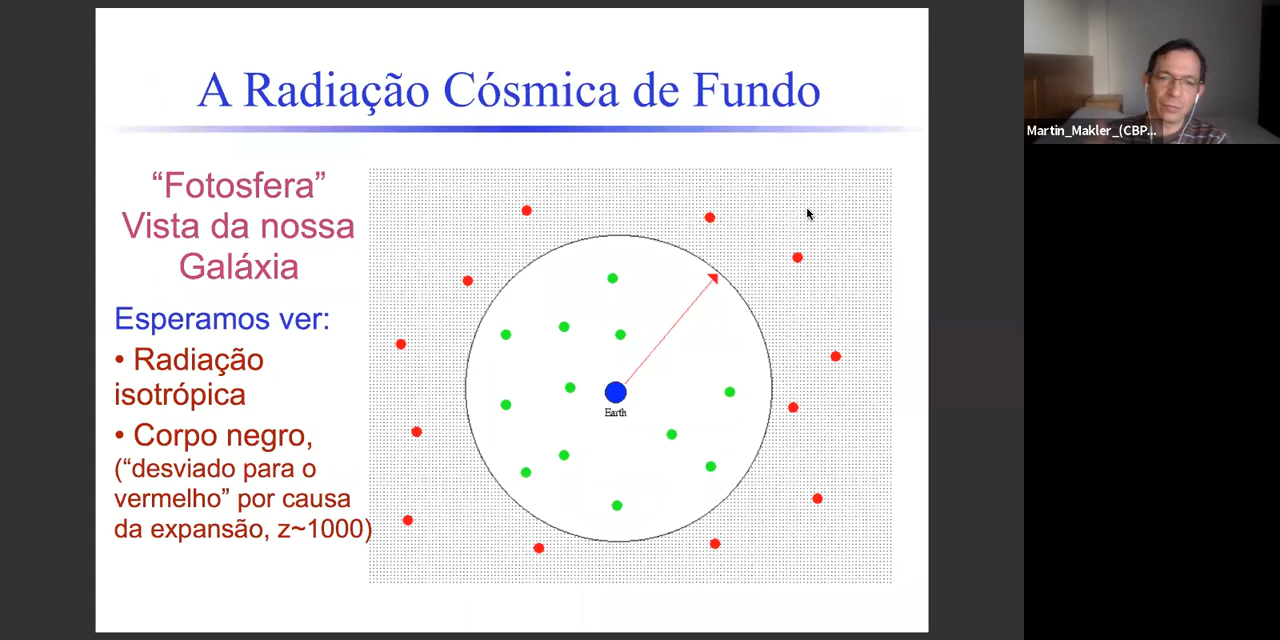 A Radiação Cósmica de Fundo
“Fotosfera”
Vista da nossa
Galáxia
Esperamos ver:
• Radiação
isotrópica
• Corpo negro,
(“desviado para o
vermelho” por causa
da expansão, z~1000)
Earth
Martin_Makler_(CBP...